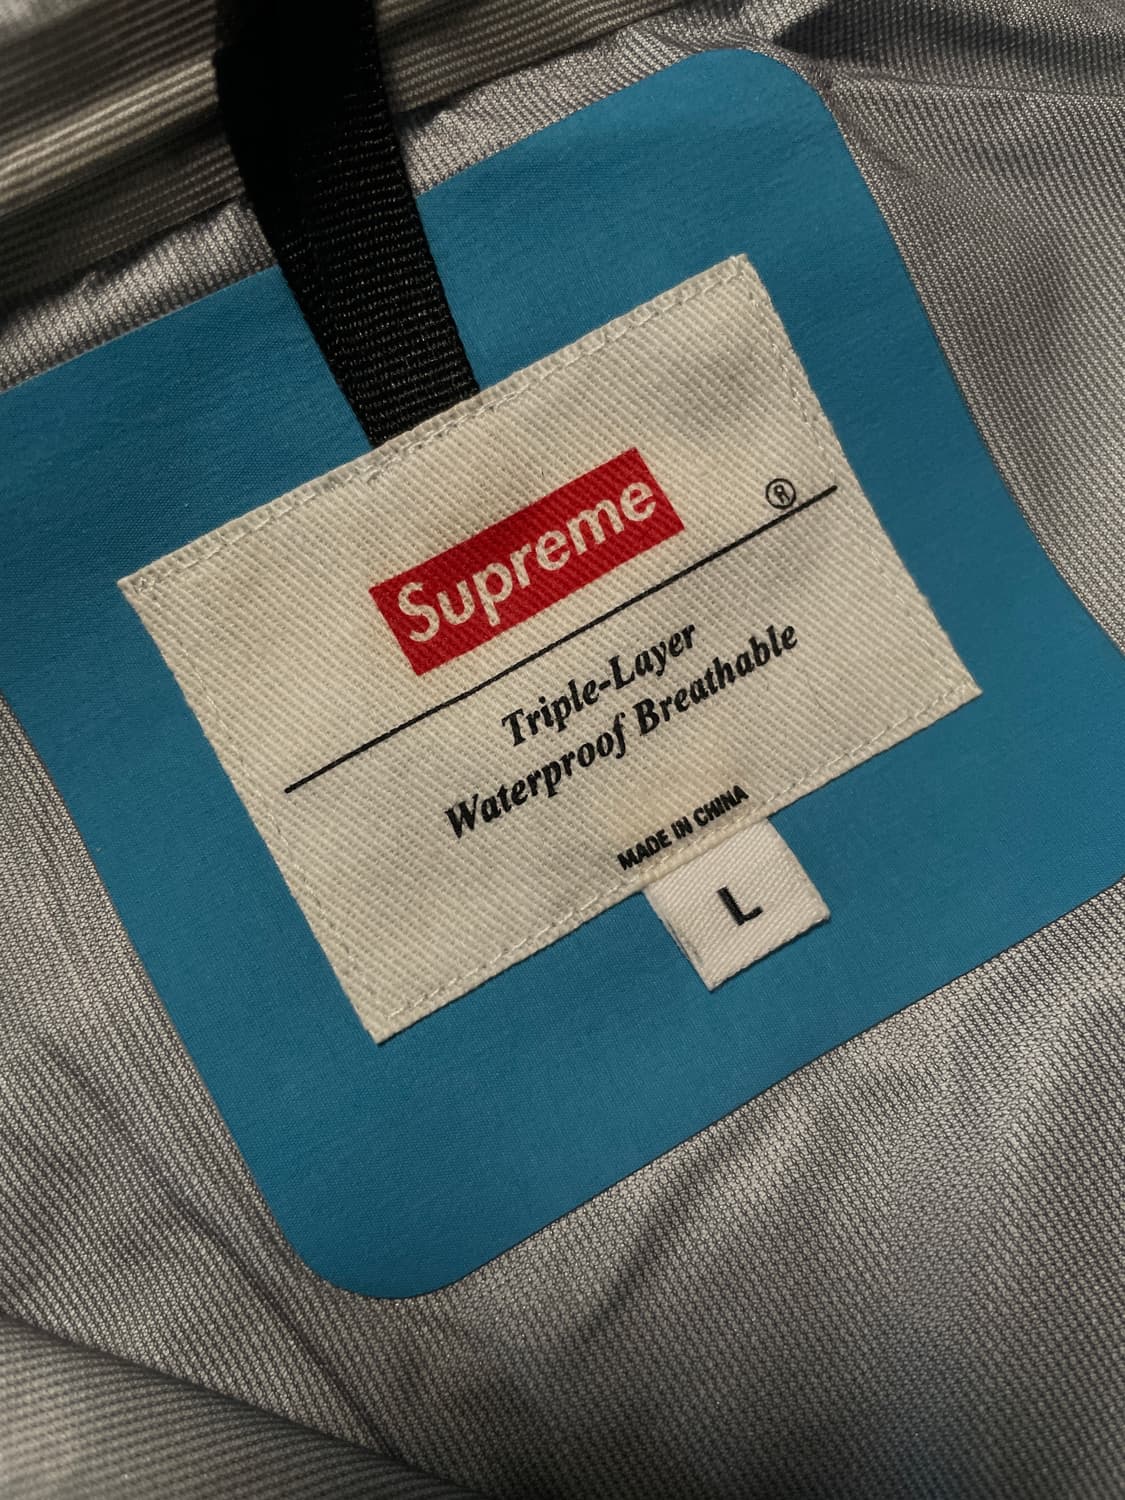 Supreme
®
Triple-Layer
Waterproof Breathable
MADE IN CHINA
L